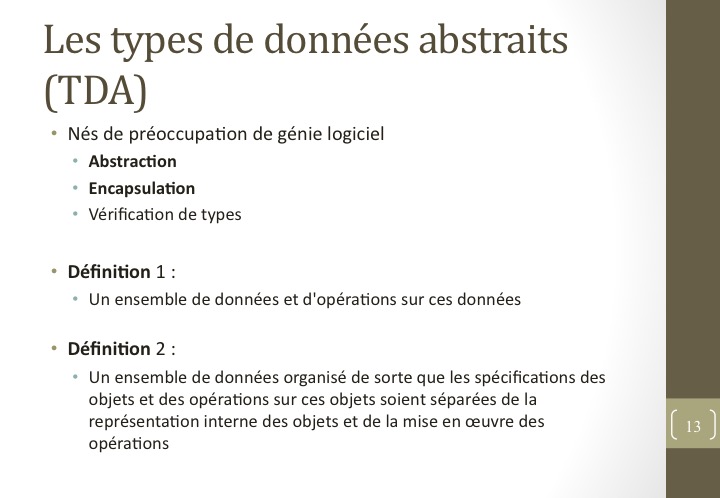 Les types de données abstraits
(TDA)
• Nés de préoccupation de génie logiciel
• Abstraction
• Encapsulation
• Vérification de types
• Définition 1 :
• Un ensemble de données et d'opérations sur ces données
• Définition 2 :
• Un ensemble de données organisé de sorte que les spécifications des
objets et des opérations sur ces objets soient séparées de la
représentation interne des objets et de la mise en œuvre des
opérations
13